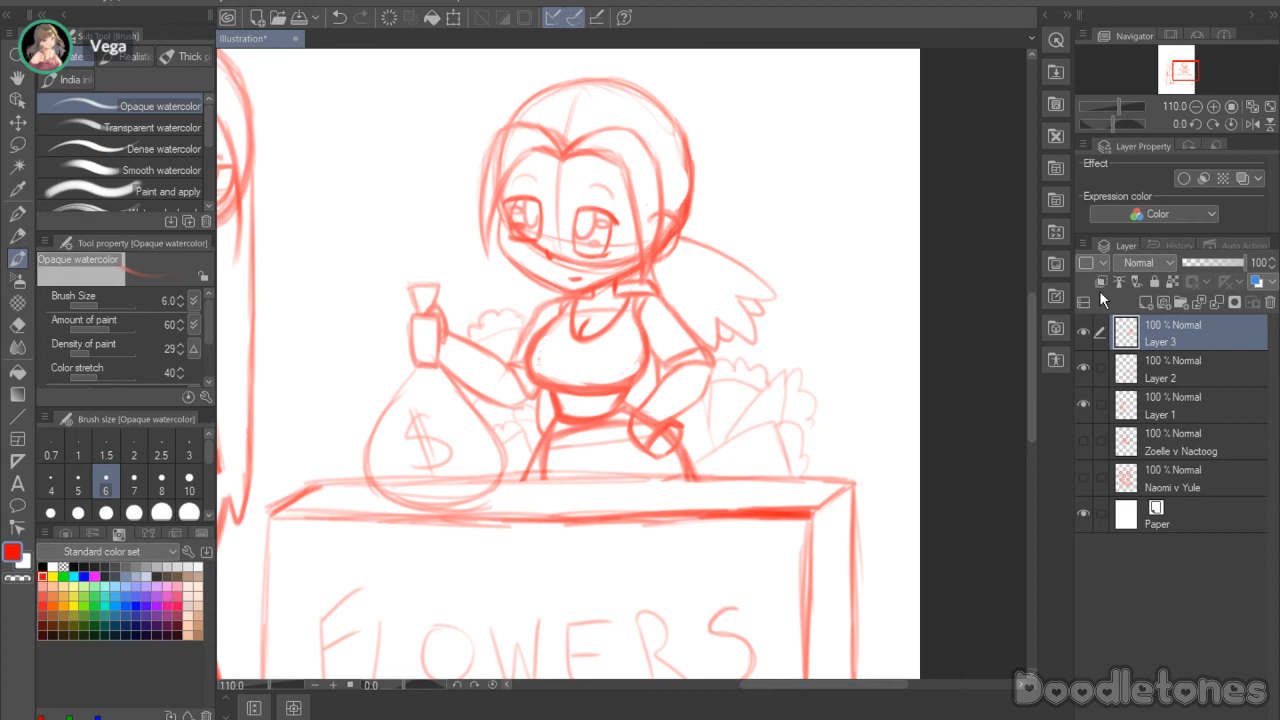 Vega
Sub Tool [Brush]
Realistic
Thick p
India in
Opaque watercolor
Transparent watercolor
Dense watercolor
Smooth watercolor
Paint and apply
Tool property [Opaque watercolor]
Opaque watercolor
Brush Size
6.0
Amount of paint
60
Density of paint
29
Color stretch
40
Brush size [Opaque watercolor]
0.7 1 1.5 2 2.5 3
4 5 6 7 8 10
Standard color set
Illustration*
$
FLOWERS
110.0
0.0
Navigator
110.0
0.0
Layer Property
Effect
Expression color
Color
Layer
History
Auto Action
Normal
100
100 % Normal
Layer 3
100 % Normal
Layer 2
100 % Normal
Layer 1
100 % Normal
Zoelle v Nactoog
100 % Normal
Naomi v Yule
Paper
Doodletones